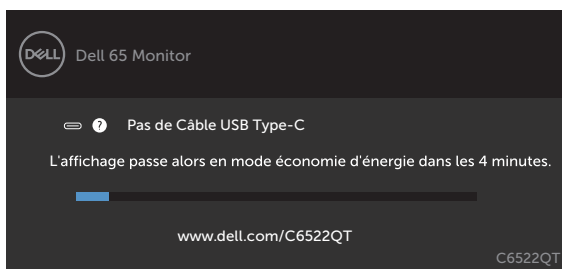 DELL
Dell 65 Monitor
? Pas de Câble USB Type-C
L'affichage passe alors en mode économie d'énergie dans les 4 minutes.
www.dell.com/C6522QT
C6522QT